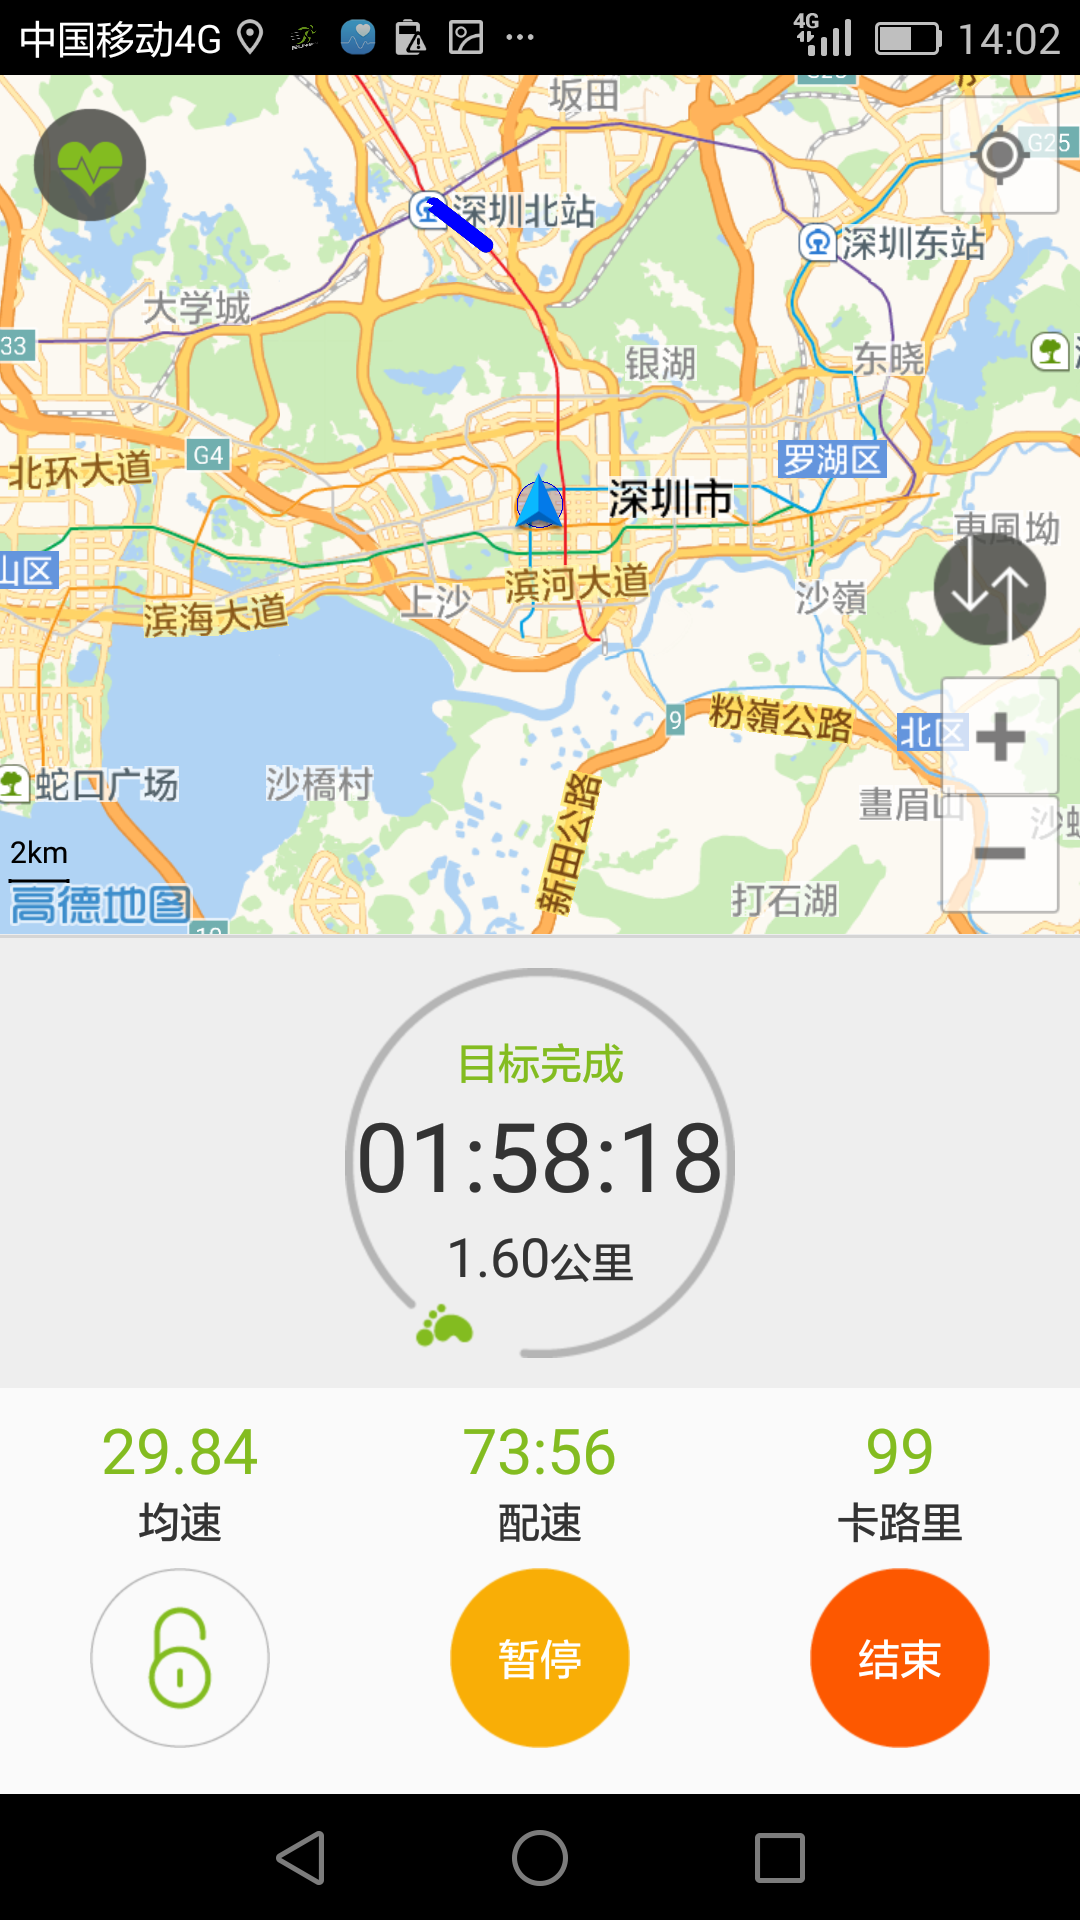 中国移动4G 4G 14:02
坂田
G25
深圳北站
深圳东站
大学城
33
银湖
东晓
G4
北环大道
罗湖区
深圳市
東風坳
山区
滨河大道
上沙
沙嶺
滨海大道
9
粉嶺公路
北区
蛇口广场
沙橋村
新田公路
畫眉山
沙
2km
高德地图
打石湖
目标完成
01:58:18
1.60公里
29.84 73:56 99
均速 配速 卡路里
暂停 结束